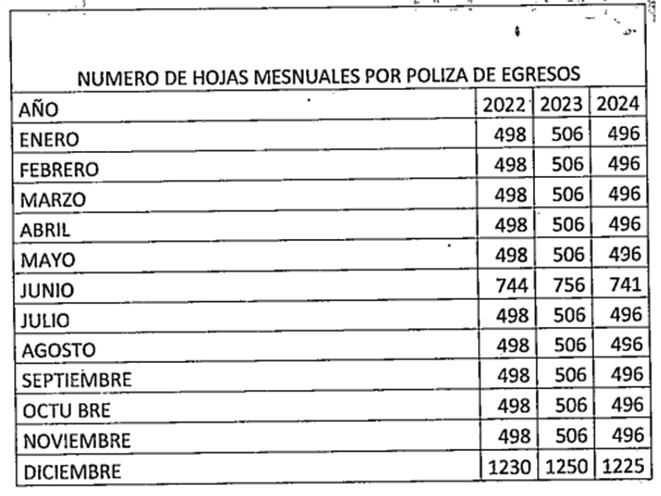 NUMERO DE HOJAS MESNUALES POR POLIZA DE EGRESOS
AÑO 2022 2023 2024
ENERO 498 506 496
FEBRERO 498 506 496
MARZO 498 506 496
ABRIL 498 506 496
MAYO 498 506 496
JUNIO 744 756 741
JULIO 498 506 496
AGOSTO 498 506 496
SEPTIEMBRE 498 506 496
OCTU BRE 498 506 496
NOVIEMBRE 498 506 496
DICIEMBRE 1230 1250 1225